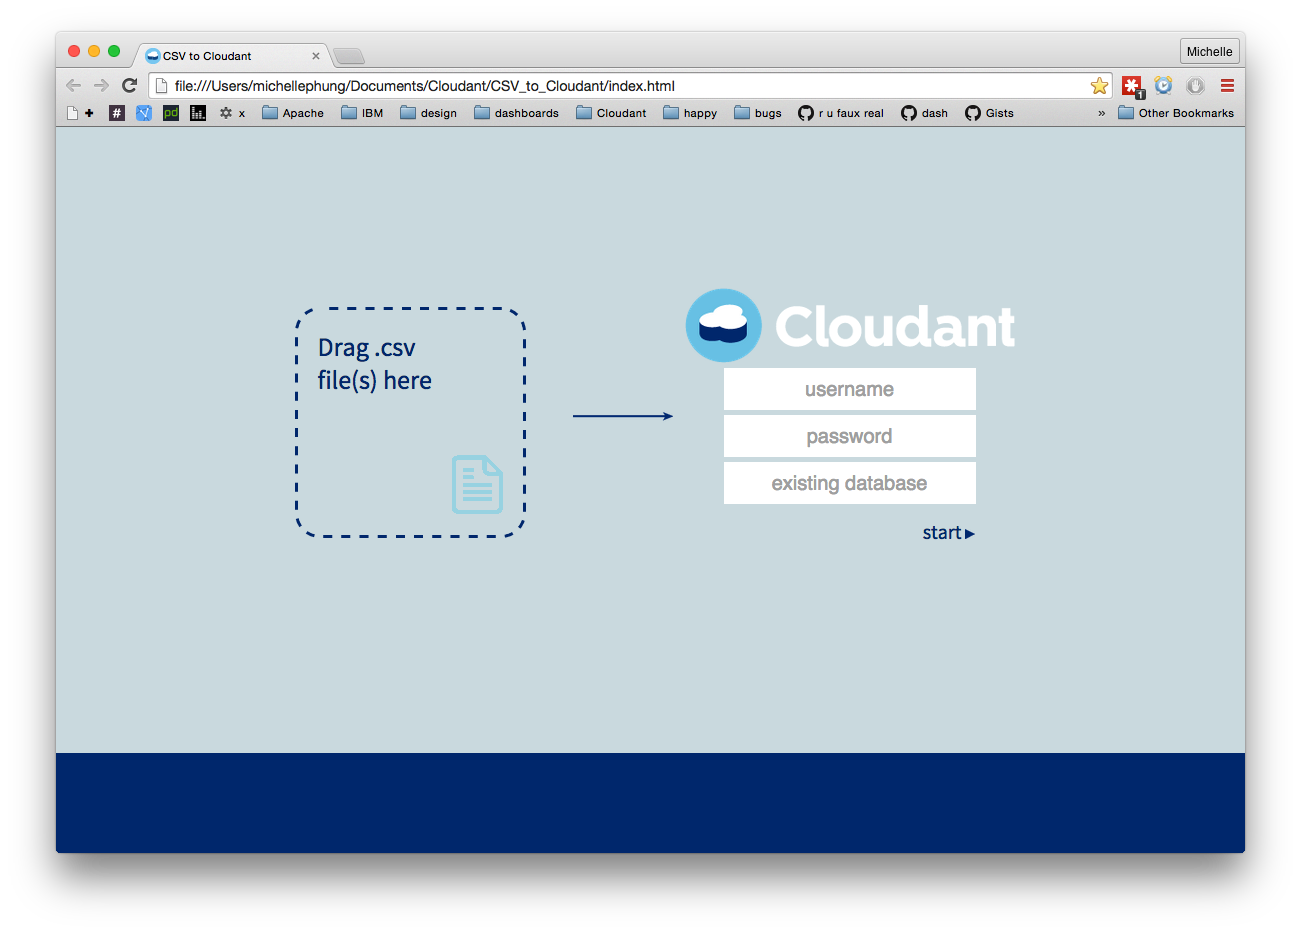 CSV to Cloudant
Michelle
file:///Users/michellephung/Documents/Cloudant/CSV_to_Cloudant/index.html
1
# pd x Apache IBM design dashboards Cloudant happy bugs r u faux real dash Gists » Other Bookmarks
Cloudant
Drag .csv
file(s) here
username
password
existing database
start